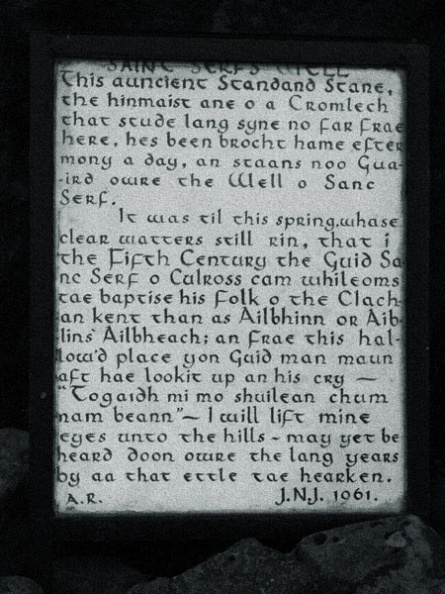 SAINT SERFS WELL
This auncient Standand Stane,
the hinmaist ane o a Cromlech
that stude lang syne no far frae
here, hes been brocht hame efter
mony a day, an staans noo Gua-
-ird owre the Well o Sanc
Serf.
It was til this spring, whase
clear watters still rin, that i
the Fifth Century the Guid Sa-
nc Serf o Culross cam whileoms
tae baptise his folk o the Clach-
an kent than as Ailbhinn or Aib-
lins' Ailbheach; an frae this hal-
low'd place yon Guid man maun
aft hae lookit up an his cry —
"Togaidh mi mo shuilean chum
nam beann" ~ I will lift mine
eyes unto the hills ~ may yet be
heard doon owre the lang years
by aa that ettle tae hearken.
A.R. J.N.J. 1961.